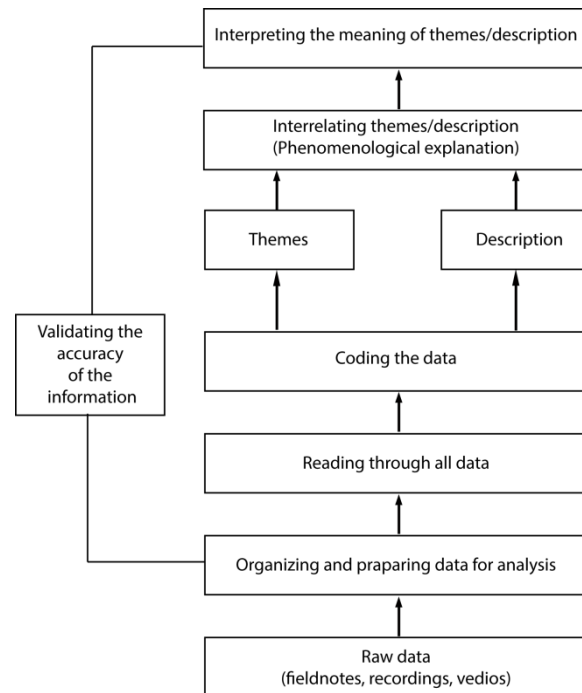 Interpreting the meaning of themes/description
Interrelating themes/description
(Phenomenological explanation)
Themes
Description
Validating the
accuracy
of the
information
Coding the data
Reading through all data
Organizing and praparing data for analysis
Raw data
(fieldnotes, recordings, vedios)